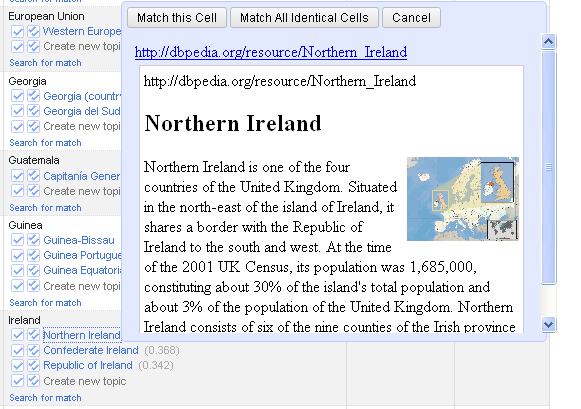 European Union
Western Europe
Create new topic
Search for match
Georgia
Georgia (country
Georgia del Sud
Create new topi
Search for match
Guatemala
Capitanía Gener
Create new topi
Search for match
Guinea
Guinea-Bissau
Guinea Portugue
Guinea Equatoria
Create new topi
Search for match
Ireland
Northern Ireland
Confederate Ireland (0.368)
Republic of Ireland (0.342)
Create new topic
Search for match
Match this Cell Match All Identical Cells Cancel
http://dbpedia.org/resource/Northern_Ireland
http://dbpedia.org/resource/Northern_Ireland
Northern Ireland
Northern Ireland is one of the four
countries of the United Kingdom. Situated
in the north-east of the island of Ireland, it
shares a border with the Republic of
Ireland to the south and west. At the time
of the 2001 UK Census, its population was 1,685,000,
constituting about 30% of the island's total population and
about 3% of the population of the United Kingdom. Northern
Ireland consists of six of the nine counties of the Irish province